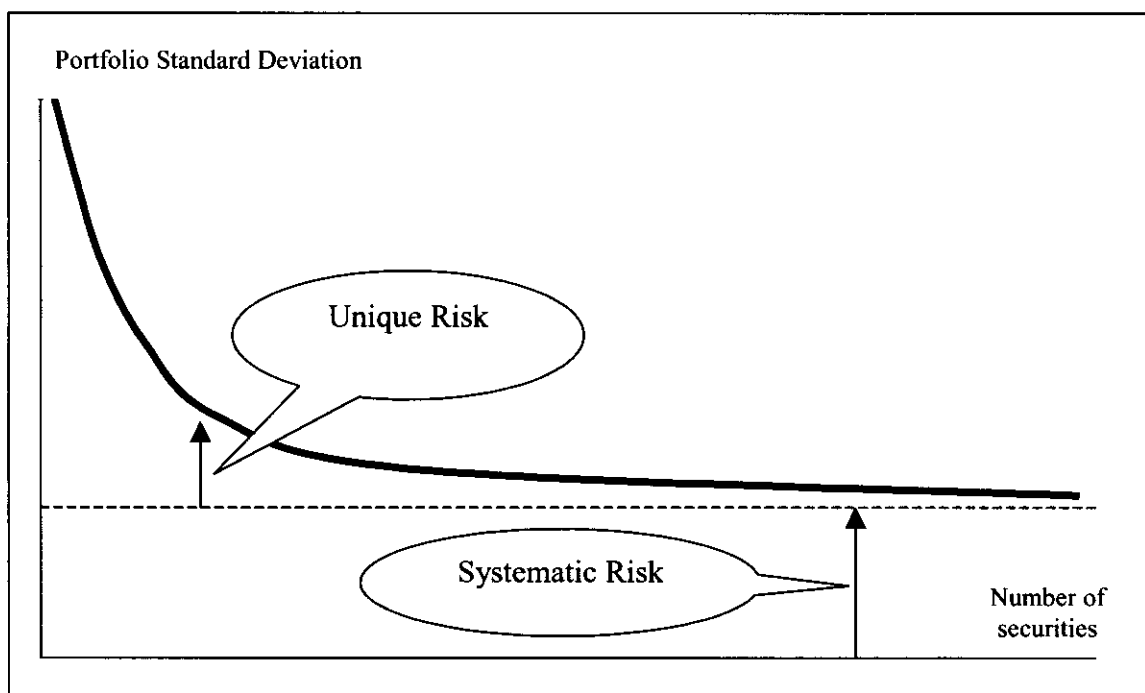 Portfolio Standard Deviation
Unique Risk
Systematic Risk
Number of
securities